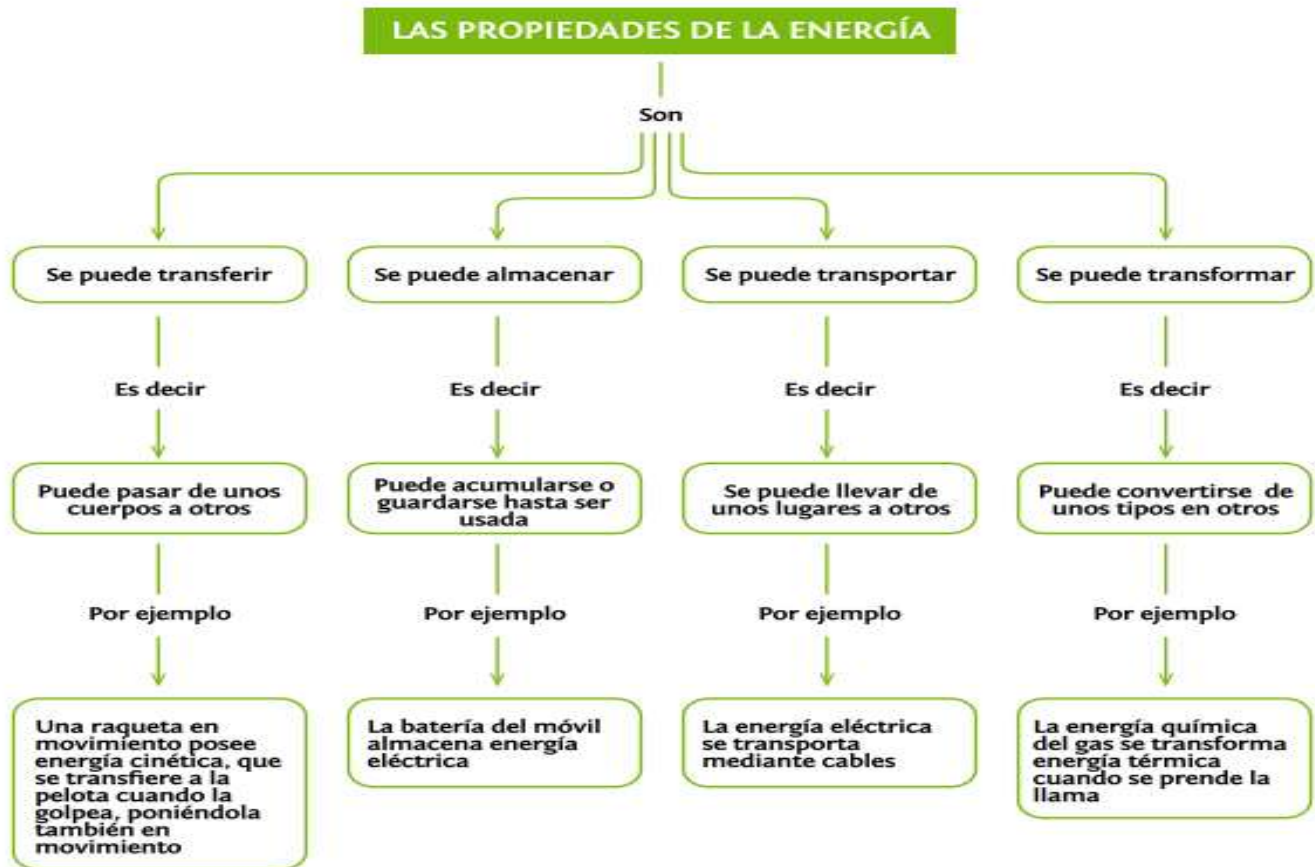 LAS PROPIEDADES DE LA ENERGÍA
Son
Se puede transferir
Se puede almacenar
Se puede transportar
Se puede transformar
Es decir
Es decir
Es decir
Es decir
Puede pasar de unos
cuerpos a otros
Puede acumularse o
guardarse hasta ser
usada
Se puede llevar de
unos lugares a otros
Puede convertirse de
unos tipos en otros
Por ejemplo
Por ejemplo
Por ejemplo
Por ejemplo
Una raqueta en
movimiento posee
energía cinética, que
se transfiere a la
pelota cuando la
golpea, poniéndola
también en
movimiento
La batería del móvil
almacena energía
eléctrica
La energía eléctrica
se transporta
mediante cables
La energía química
del gas se transforma
energía térmica
cuando se prende la
llama